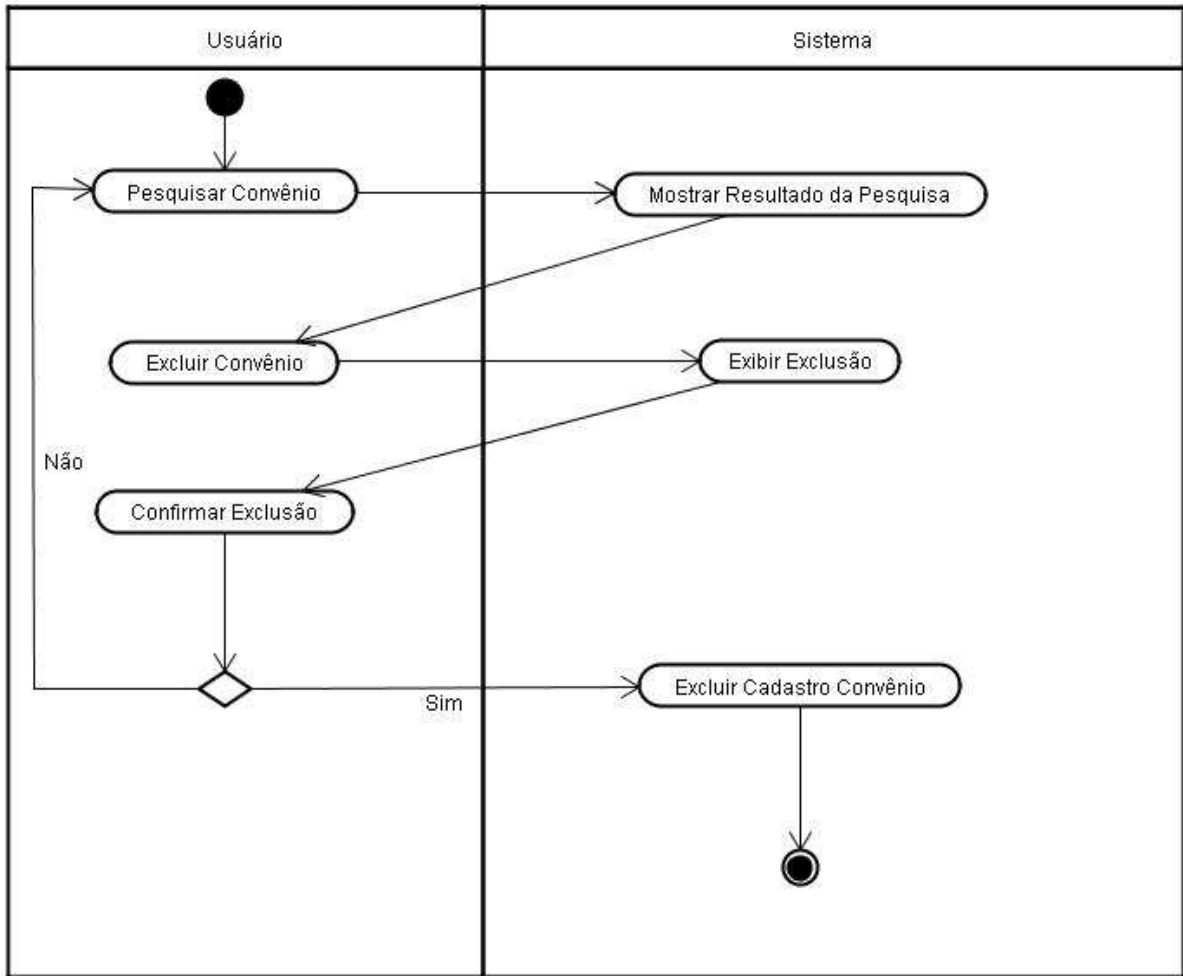 Usuário
Sistema
Pesquisar Convênio
Mostrar Resultado da Pesquisa
Excluir Convênio
Exibir Exclusão
Não
Confirmar Exclusão
Sim
Excluir Cadastro Convênio